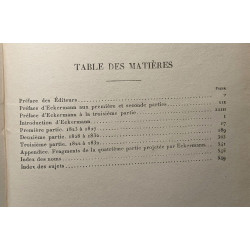 TABLE DES MATIÈRES
Pages
Préface des Éditeurs
Préface d'Eckermann aux première et seconde parties
Préface d'Eckermann à la troisième partie
Introduction d'Eckermann
Première partie. 1823 à 1827
Deuxième partie. 1828 à 1832
Troisième partie. 1822 à 1832
Appendice. Fragments de la quatrième partie projetée par Eckermann
Index des noms
Index des sujets